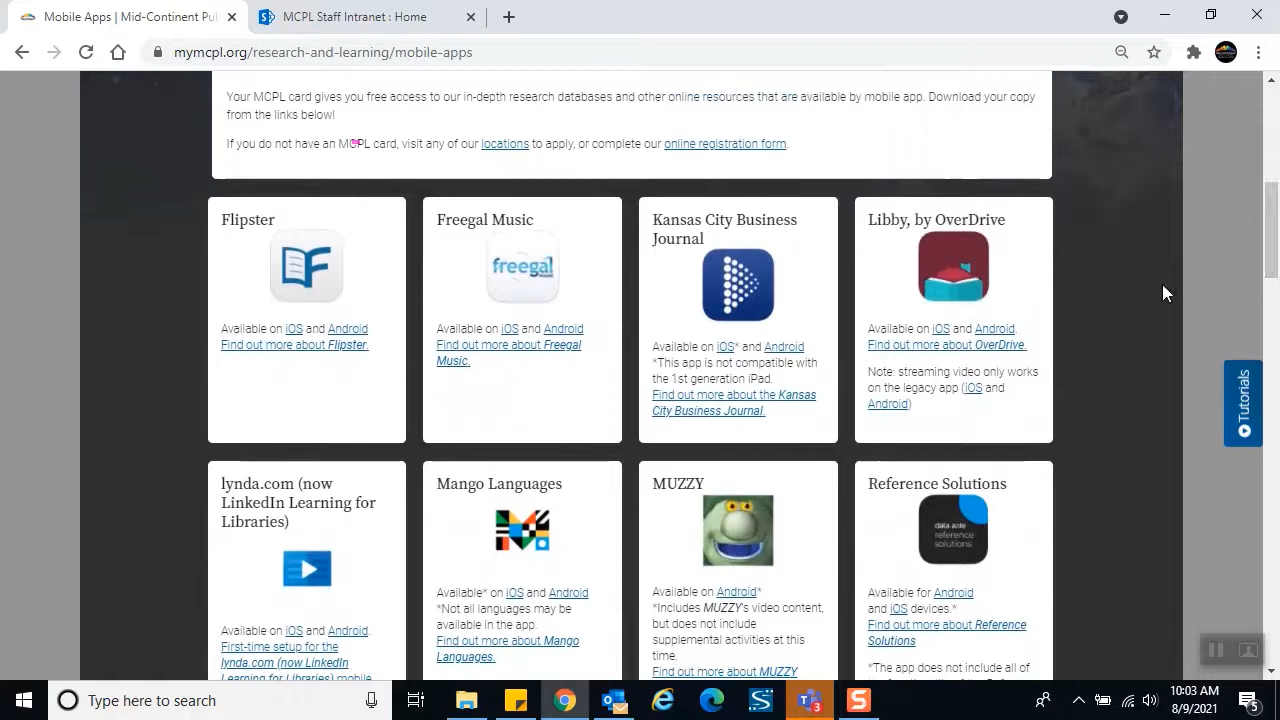 Mobile Apps | Mid-Continent Pu
MCPL Staff Intranet : Home
mymcpl.org/research-and-learning/mobile-apps
Your MCPL card gives you free access to our in-depth research databases and other online resources that are available by mobile app. Download your copy
from the links below!
If you do not have an MCPL card, visit any of our locations to apply, or complete our online registration form.
Flipster
Available on iOS and Android
Find out more about Flipster.
Freegal Music
freegal
Available on iOS and Android
Find out more about Freegal
Music.
Kansas City Business
Journal
Available on iOS* and Android
*This app is not compatible with
the 1st generation iPad.
Find out more about the Kansas
City Business Journal.
Libby, by OverDrive
Available on iOS and Android.
Find out more about OverDrive.
Note: streaming video only works
on the legacy app (iOS and
Android)
Tutorials
lynda.com (now
LinkedIn Learning for
Libraries)
Available on iOS and Android.
First-time setup for the
lynda.com (now LinkedIn
Learning for Libraries) mobile
Mango Languages
Available* on iOS and Android
*Not all languages may be
available in the app.
Find out more about Mango
Languages.
MUZZY
Available on Android*
*Includes MUZZY's video content,
but does not include
supplemental activities at this
time.
Find out more about MUZZY
Reference Solutions
data axle
reference
solutions
Available for Android
and iOS devices.*
Find out more about Reference
Solutions
*The app does not include all of
Type here to search
3
10:03 AM
8/9/2021
5